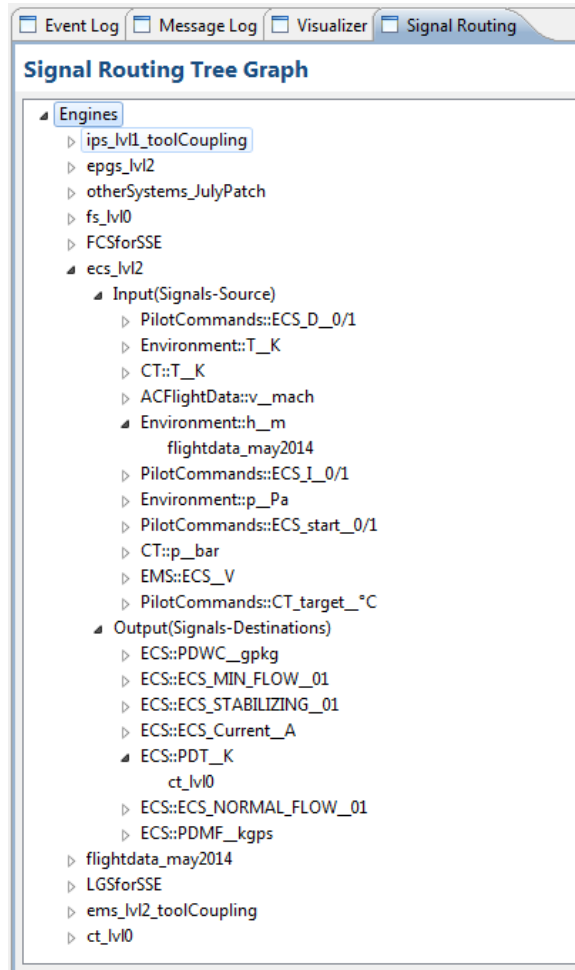 Event Log Message Log Visualizer Signal Routing
Signal Routing Tree Graph
Engines
ips_lvl1_toolCoupling
epgs_lvl2
otherSystems_JulyPatch
fs_lvl0
FCSforSSE
ecs_lvl2
Input(Signals-Source)
PilotCommands::ECS_D__0/1
Environment::T__K
CT::T__K
ACFlightData::v__mach
Environment::h__m
flightdata_may2014
PilotCommands::ECS_I__0/1
Environment::p__Pa
PilotCommands::ECS_start__0/1
CT::p__bar
EMS::ECS__V
PilotCommands::CT_target__°C
Output(Signals-Destinations)
ECS::PDWC__gpkg
ECS::ECS_MIN_FLOW__01
ECS::ECS_STABILIZING__01
ECS::ECS_Current__A
ECS::PDT__K
ct_lvl0
ECS::ECS_NORMAL_FLOW__01
ECS::PDMF__kgps
flightdata_may2014
LGSforSSE
ems_lvl2_toolCoupling
ct_lvl0